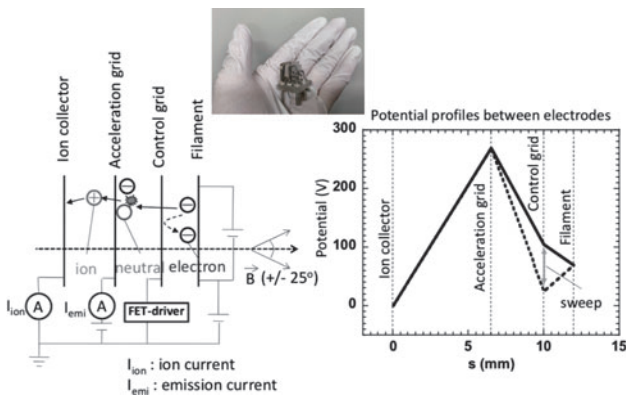 Ion collector
Acceleration grid
Control grid
Filament
ion
neutral
electron
B (+/- 25°)
I_ion
A
I_emi
A
FET-driver
I_ion : ion current
I_emi : emission current
Potential profiles between electrodes
300
200
100
0
Potential (V)
Ion collector
Acceleration grid
Control grid
Filament
sweep
-5
0
5
10
15
s (mm)